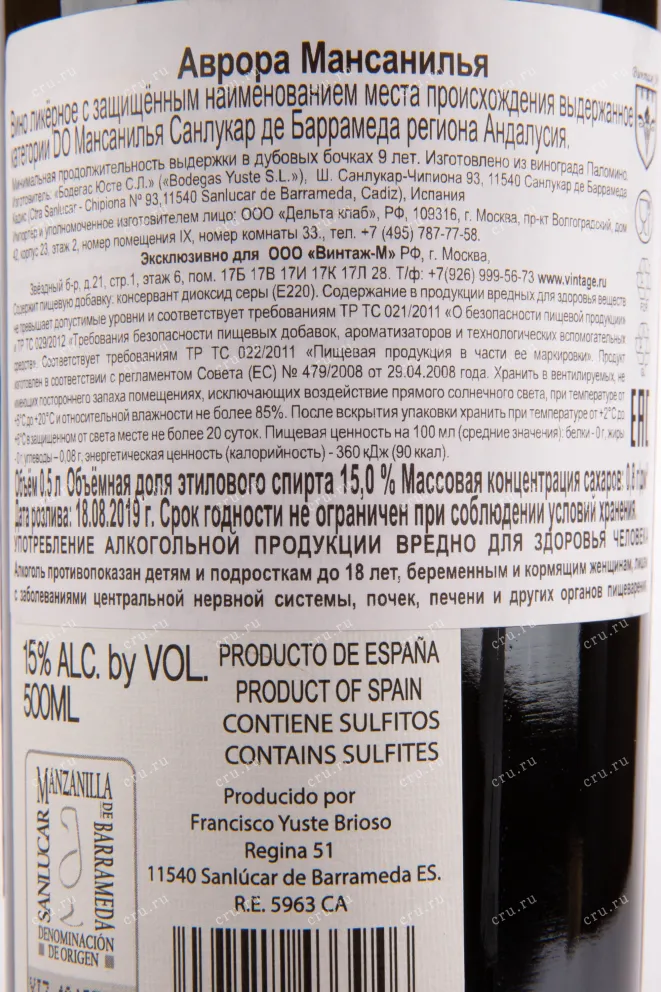 Аврора Мансанилья
Вино ликёрное с защищённым наименованием места происхождения выдержанное
категории DO Мансанилья Санлукар де Баррамеда региона Андалусия.
Минимальная продолжительность выдержки в дубовых бочках 9 лет. Изготовлено из винограда Паломино.
Изготовитель: «Бодегас Юсте С.Л.» («Bodegas Yuste S.L.»), Ш. Санлукар-Чипиона 93, 11540 Санлукар де Баррамеда
Кадис (Ctra Sanlucar - Chipiona № 93,11540 Sanlucar de Barrameda, Cadiz), Испания
Импортер и уполномоченное изготовителем лицо: ООО «Дельта клаб», РФ, 109316, г. Москва, пр-кт Волгоградский, дом
42, корпус 23, этаж 2, номер помещения IX, номер комнаты 33., тел. +7 (495) 787-77-58.
Эксклюзивно для ООО «Винтаж-М» РФ, г. Москва,
Звёздный б-р, д.21, стр.1, этаж 6, пом. 17Б 17В 17И 17К 17Л 28. Т/ф: +7(926) 999-56-73 www.vintage.ru
Содержит пищевую добавку: консервант диоксид серы (Е220). Содержание в продукции вредных для здоровья веществ
не превышает допустимые уровни и соответствует требованиям ТР ТС 021/2011 «О безопасности пищевой продукции»
и ТР ТС 029/2012 «Требования безопасности пищевых добавок, ароматизаторов и технологических вспомогательных
средств». Соответствует требованиям ТР ТС 022/2011 «Пищевая продукция в части ее маркировки». Продукт
изготовлен в соответствии с регламентом Совета (ЕС) № 479/2008 от 29.04.2008 года. Хранить в вентилируемых, не
имеющих постороннего запаха помещениях, исключающих воздействие прямого солнечного света, при температуре от
+5°С до +20°С и относительной влажности не более 85%. После вскрытия упаковки хранить при температуре от +2°С до
+6°С в защищенном от света месте не более 20 суток. Пищевая ценность на 100 мл (средние значения): белки - 0 г, жиры
- 0 г, углеводы – 0,08 г, энергетическая ценность (калорийность) - 360 кДж (90 ккал).
EAC
Объём 0,5 л. Объёмная доля этилового спирта 15,0 % Массовая концентрация сахаров: 0,8 г/дм³
Дата розлива: 18.08.2019 г. Срок годности не ограничен при соблюдении условий хранения.
УПОТРЕБЛЕНИЕ АЛКОГОЛЬНОЙ ПРОДУКЦИИ ВРЕДНО ДЛЯ ЗДОРОВЬЯ ЧЕЛОВЕКА
Алкоголь противопоказан детям и подросткам до 18 лет, беременным и кормящим женщинам, лицам
с заболеваниями центральной нервной системы, почек, печени и других органов пищеварения.
15% ALC. by VOL.
500ML
PRODUCTO DE ESPAÑA
PRODUCT OF SPAIN
CONTIENE SULFITOS
CONTAINS SULFITES
Producido por
Francisco Yuste Brioso
Regina 51
11540 Sanlúcar de Barrameda ES.
R.E. 5963 CA
MANZANILLA
SANLUCAR
DE BARRAMEDA
DENOMINACIÓN
DE ORIGEN
cru.ru